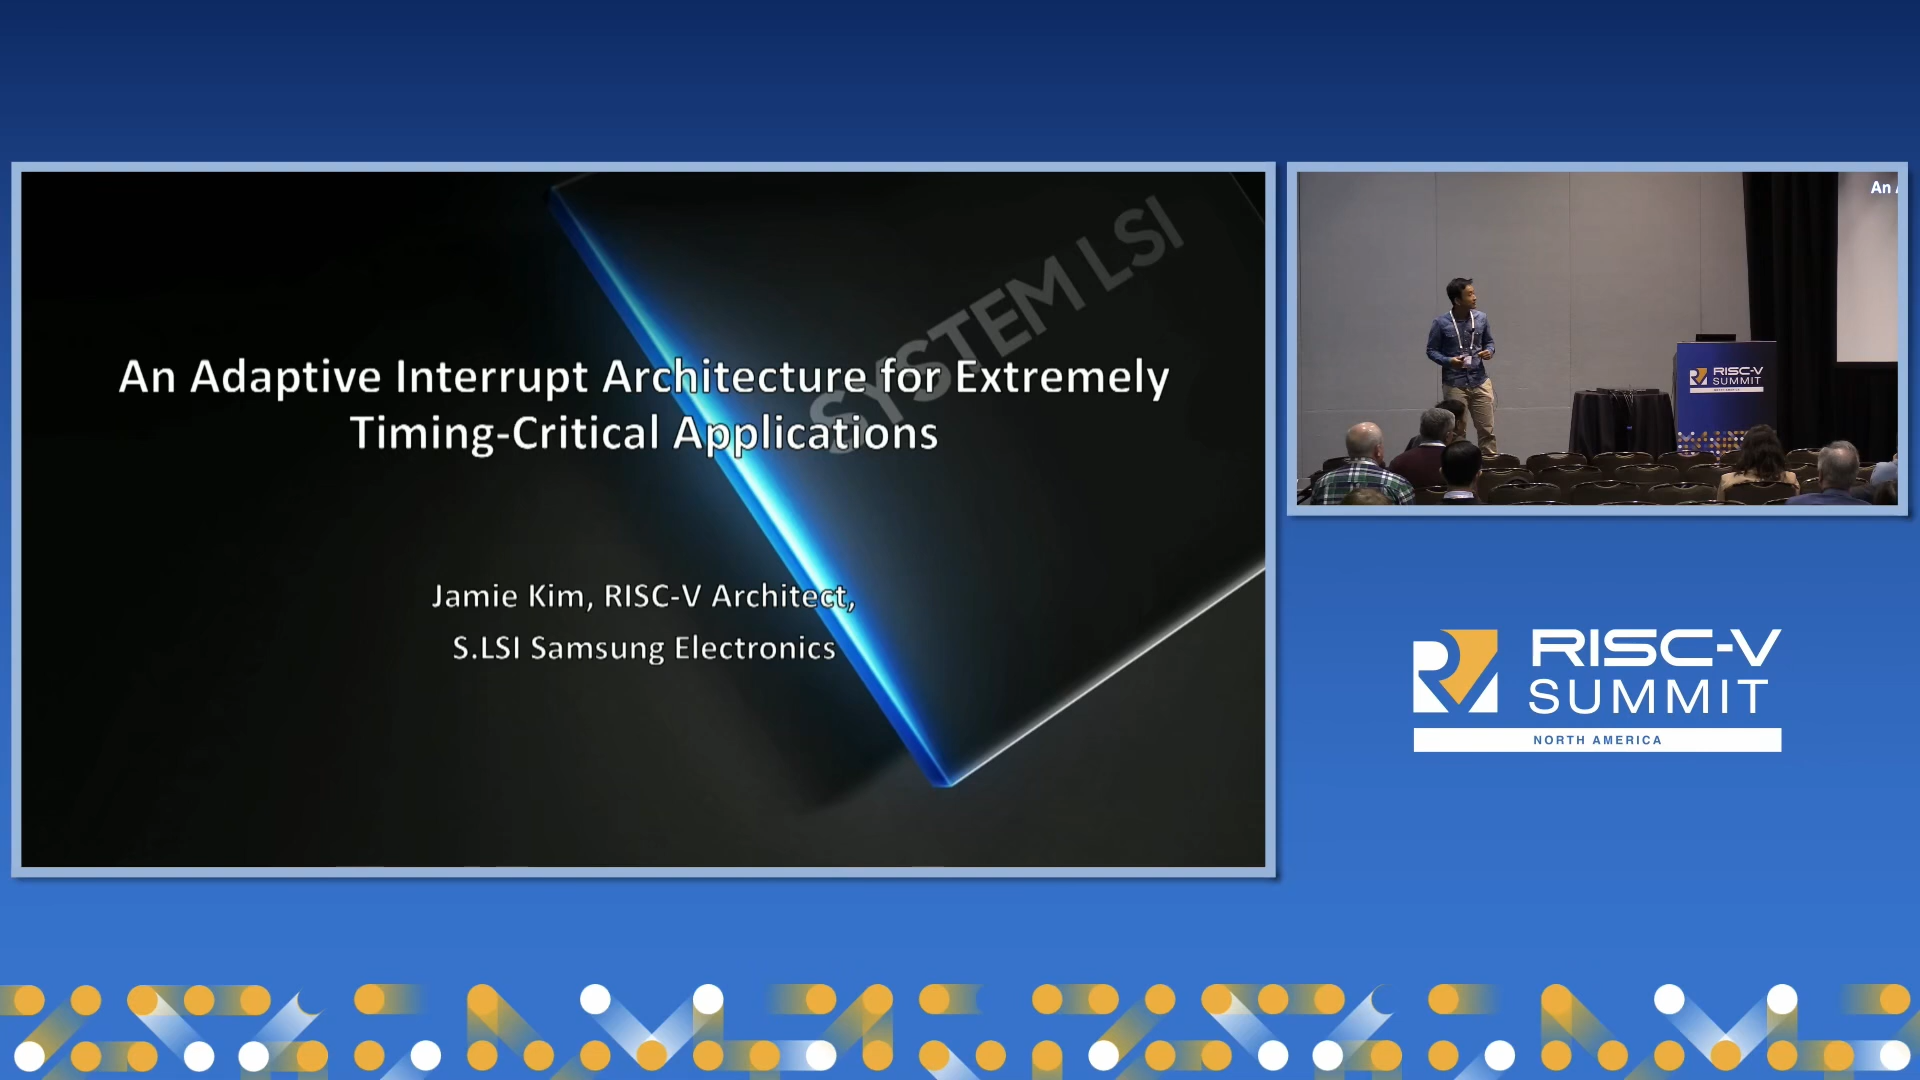 SYSTEM LSI
An Adaptive Interrupt Architecture for Extremely
Timing-Critical Applications
Jamie Kim, RISC-V Architect,
S.LSI Samsung Electronics
An
RISC-V
SUMMIT
RISC-V
SUMMIT
NORTH AMERICA